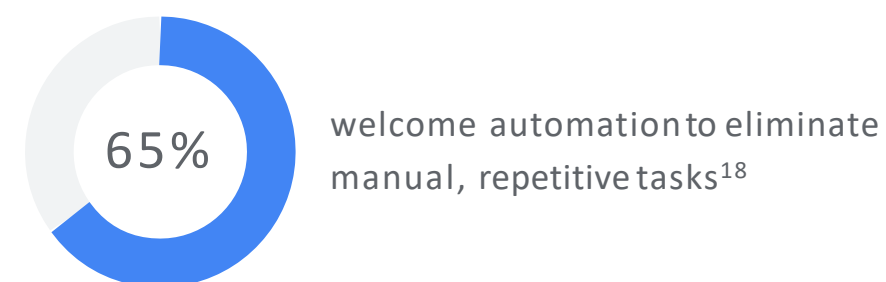 65%
welcome automation to eliminate
manual, repetitive tasks¹⁸